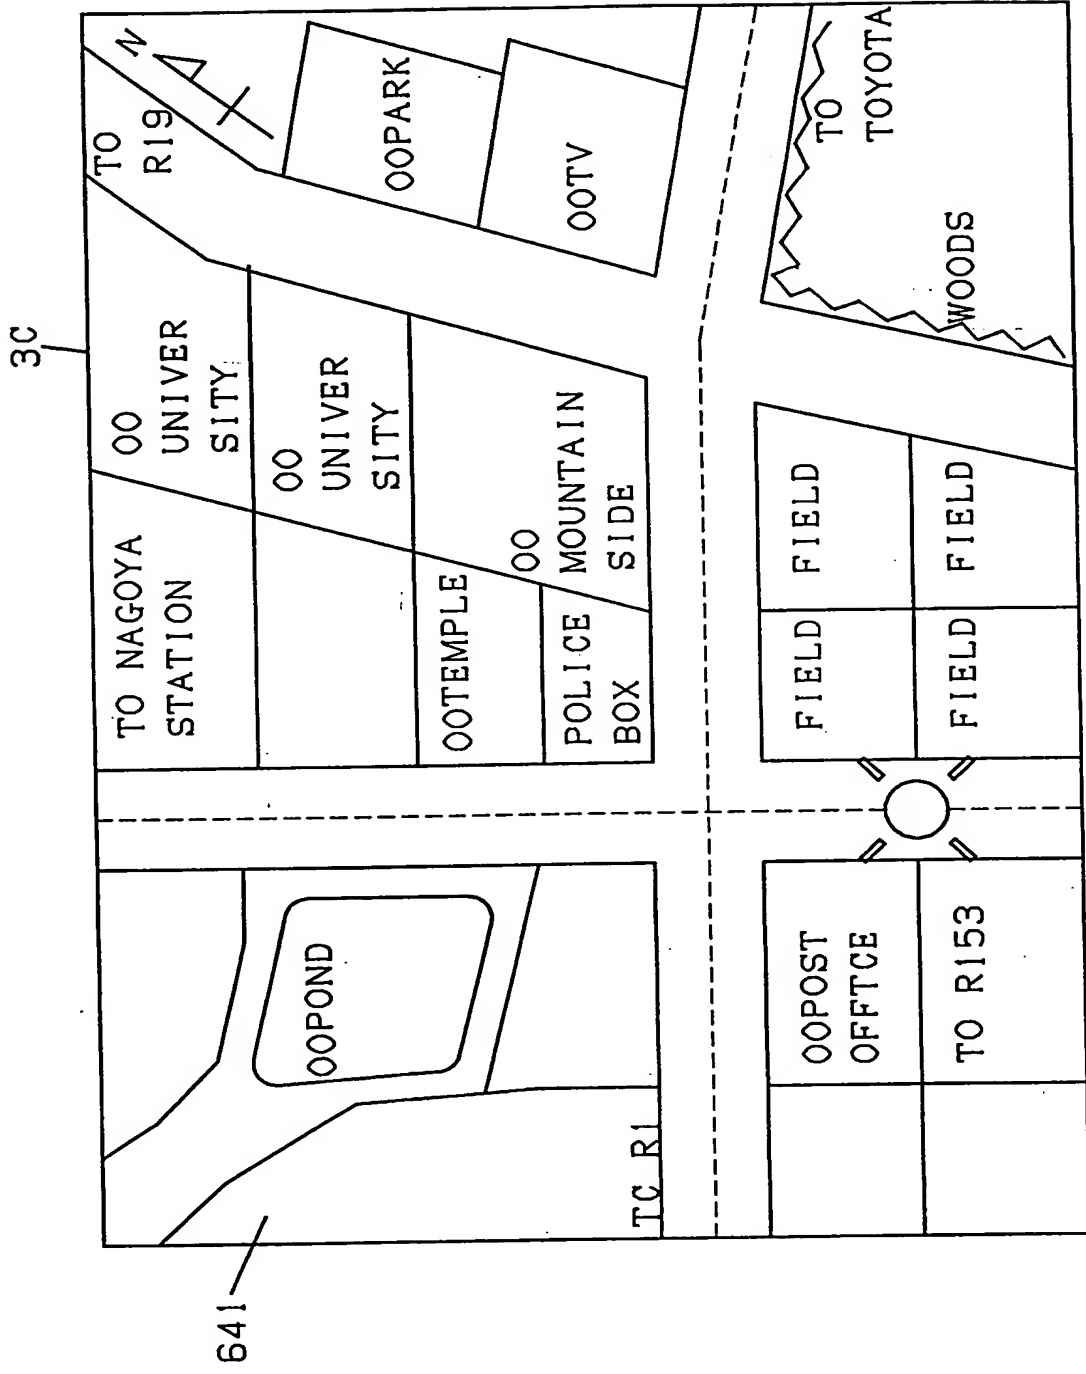 3C
641
TO NAGOYA
STATION
OO
UNIVER
SITY
TO
R19
N
OOPOND
OO
UNIVER
SITY
OOPARK
OOTEMPLE
OO
MOUNTAIN
SIDE
POLICE
BOX
OOTV
TC R1
OOPOST
OFFTCE
FIELD
FIELD
TO
TOYOTA
TO R153
FIELD
FIELD
WOODS